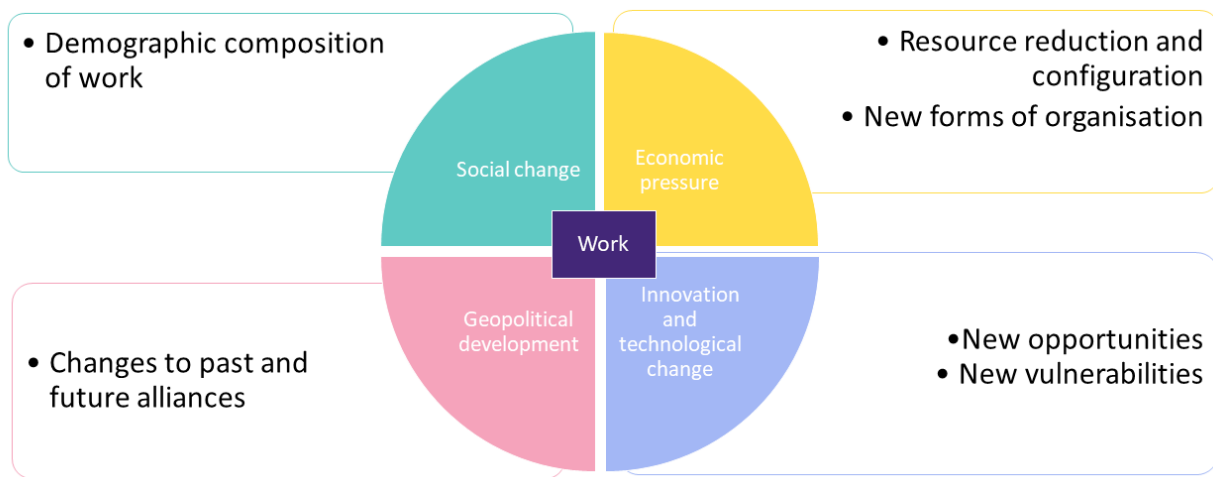 • Demographic composition
of work
• Resource reduction and
configuration
• New forms of organisation
Social change
Economic
pressure
Work
Geopolitical
development
Innovation
and
technological
change
• Changes to past and
future alliances
•New opportunities
• New vulnerabilities